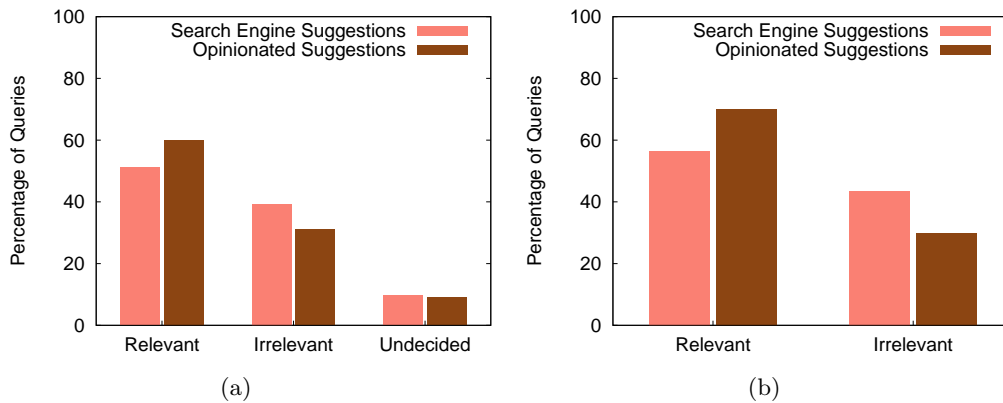 100
80
60
40
20
0
Percentage of Queries
Search Engine Suggestions
Opinionated Suggestions
Relevant Irrelevant Undecided
(a)
100
80
60
40
20
0
Percentage of Queries
Search Engine Suggestions
Opinionated Suggestions
Relevant Irrelevant
(b)